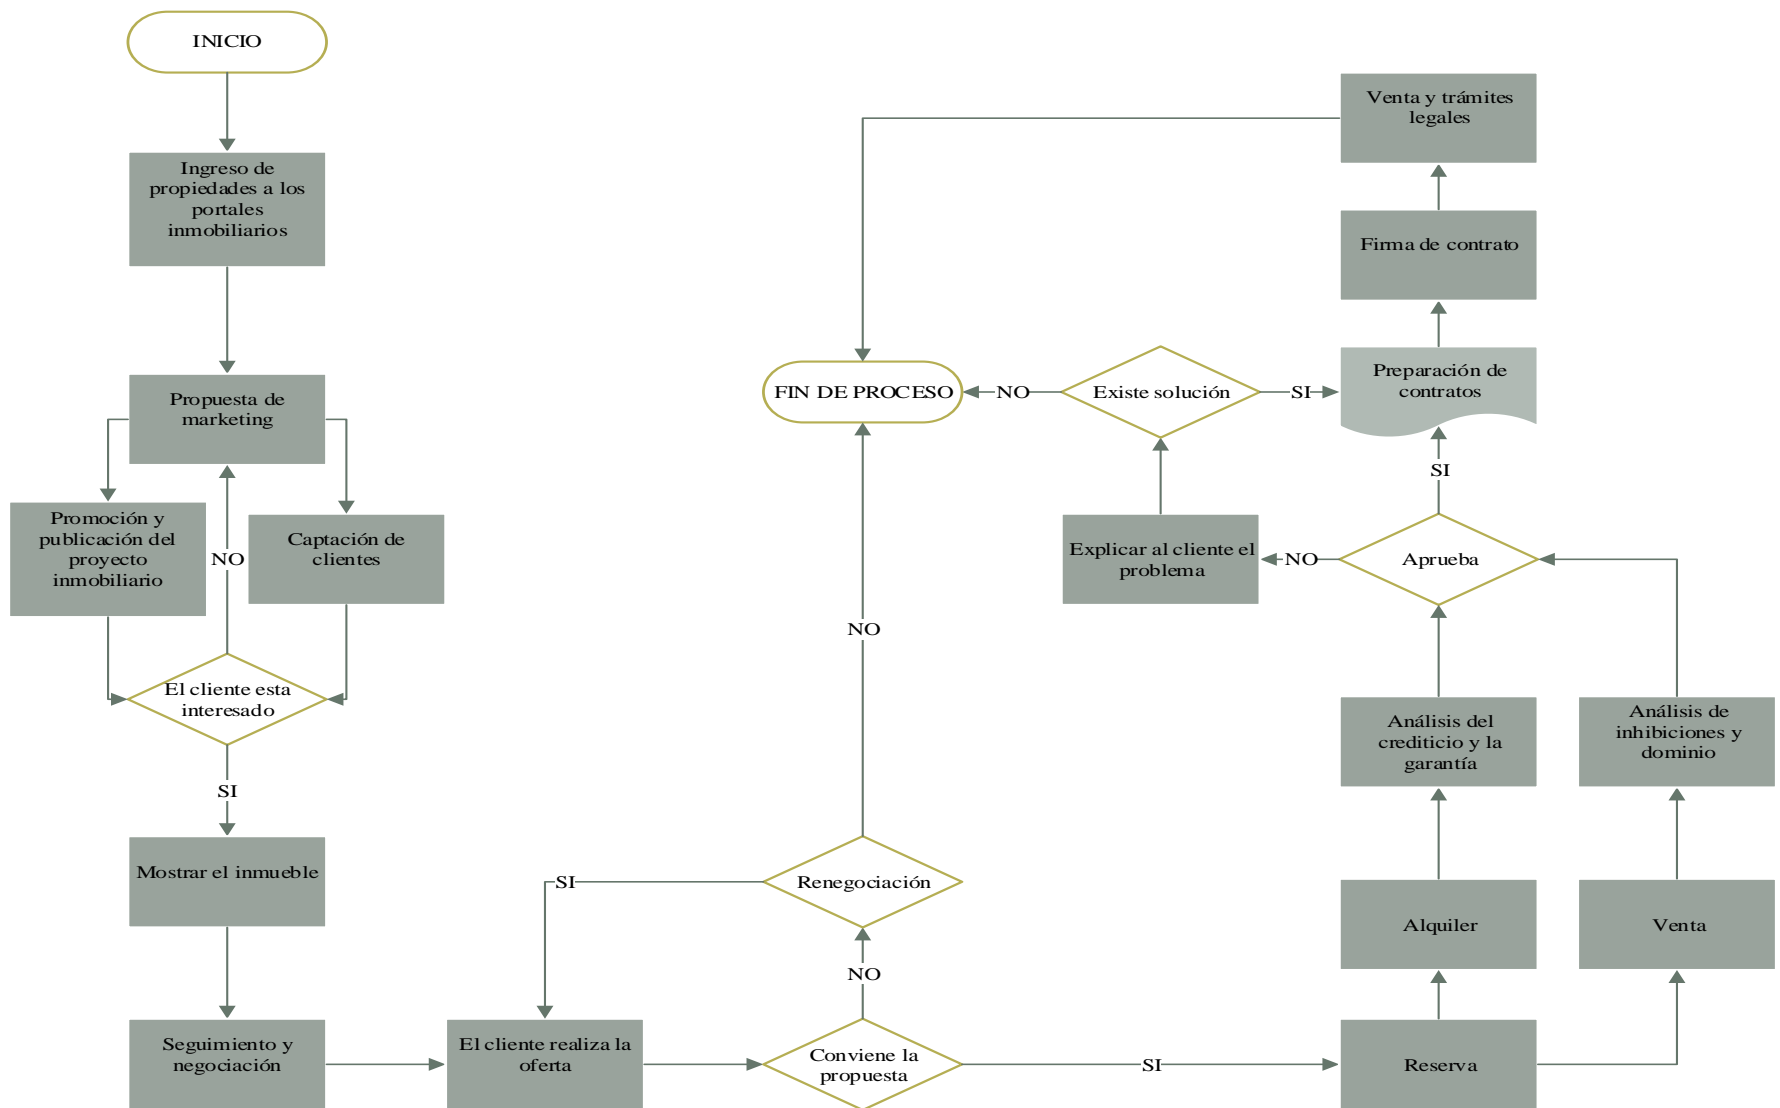 INICIO
Ingreso de
propiedades a los
portales
inmobiliarios
Propuesta de
marketing
Promoción y
publicación del
proyecto
inmobiliario
NO
Captación de
clientes
El cliente esta
interesado
SI
Mostrar el inmueble
Seguimiento y
negociación
El cliente realiza la
oferta
Conviene la
propuesta
NO
Renegociación
SI
NO
FIN DE PROCESO
SI
Reserva
Alquiler
Venta
Análisis del
crediticio y la
garantía
Análisis de
inhibiciones y
dominio
Aprueba
NO
Explicar al cliente el
problema
Existe solución
NO
SI
SI
Preparación de
contratos
Firma de contrato
Venta y trámites
legales